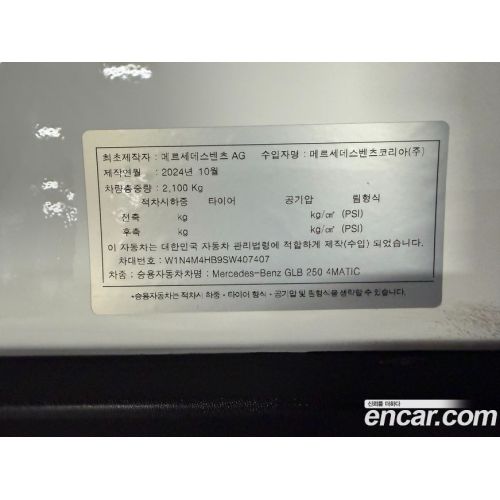 최초제작자 : 메르세데스벤츠 AG 수입자명 : 메르세데스벤츠코리아(주)
제작연월 : 2024년 10월
차량총중량 : 2,100 Kg
적차시하중 타이어 공기압 림형식
전축 kg kg/㎠ (PSI)
후축 kg kg/㎠ (PSI)
이 자동차는 대한민국 자동차 관리법령에 적합하게 제작(수입) 되었습니다.
차대번호 : W1N4M4HB9SW407407
차종 : 승용자동차차명 : Mercedes-Benz GLB 250 4MATIC
*승용자동차는 적차시 하중・타이어 형식・공기압 및 림형식을 생략할 수 있습니다.
신뢰를 더하다
encar.com